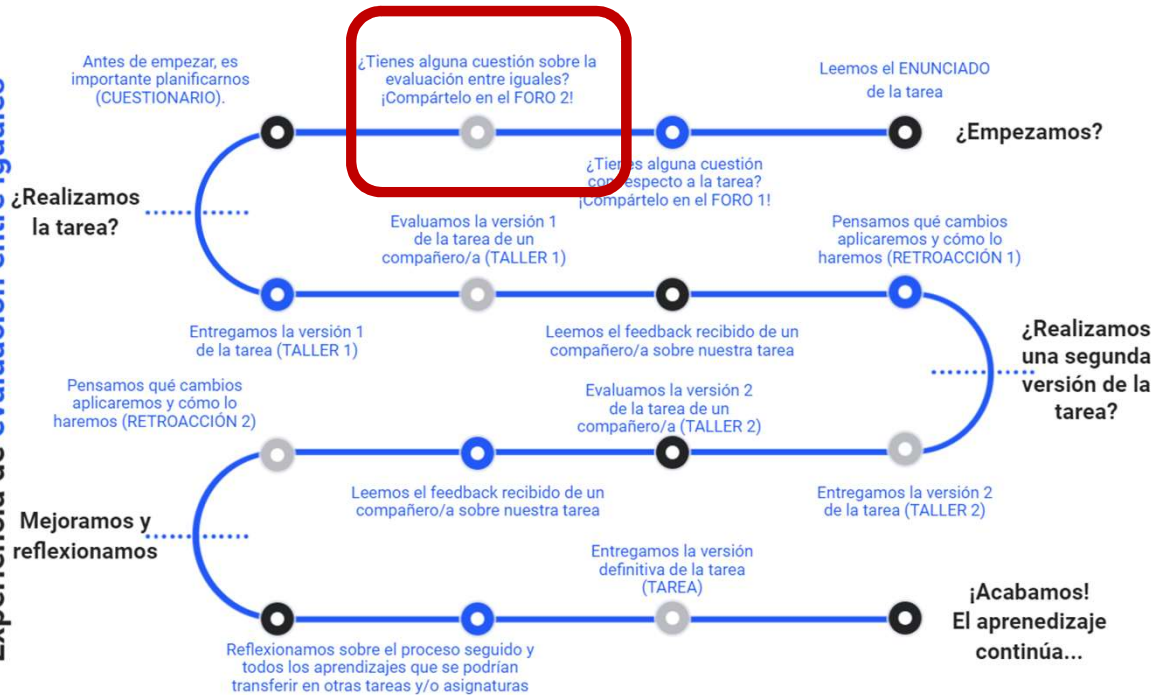 Experiencia de evaluación entre iguales
Antes de empezar, es
importante planificarnos
(CUESTIONARIO).
¿Tienes alguna cuestión sobre la
evaluación entre iguales?
¡Compártelo en el FORO 2!
Leemos el ENUNCIADO
de la tarea
¿Empezamos?
¿Tienes alguna cuestión
con respecto a la tarea?
¡Compártelo en el FORO 1!
¿Realizamos
la tarea?
Evaluamos la versión 1
de la tarea de un
compañero/a (TALLER 1)
Pensamos qué cambios
aplicaremos y cómo lo
haremos (RETROACCIÓN 1)
Entregamos la versión 1
de la tarea (TALLER 1)
Leemos el feedback recibido de un
compañero/a sobre nuestra tarea
¿Realizamos
una segunda
versión de la
tarea?
Pensamos qué cambios
aplicaremos y cómo lo
haremos (RETROACCIÓN 2)
Evaluamos la versión 2
de la tarea de un
compañero/a (TALLER 2)
Leemos el feedback recibido de un
compañero/a sobre nuestra tarea
Entregamos la versión 2
de la tarea (TALLER 2)
Mejoramos y
reflexionamos
Entregamos la versión
definitiva de la tarea
(TAREA)
¡Acabamos!
El aprenedizaje
continúa...
Reflexionamos sobre el proceso seguido y
todos los aprendizajes que se podrían
transferir en otras tareas y/o asignaturas